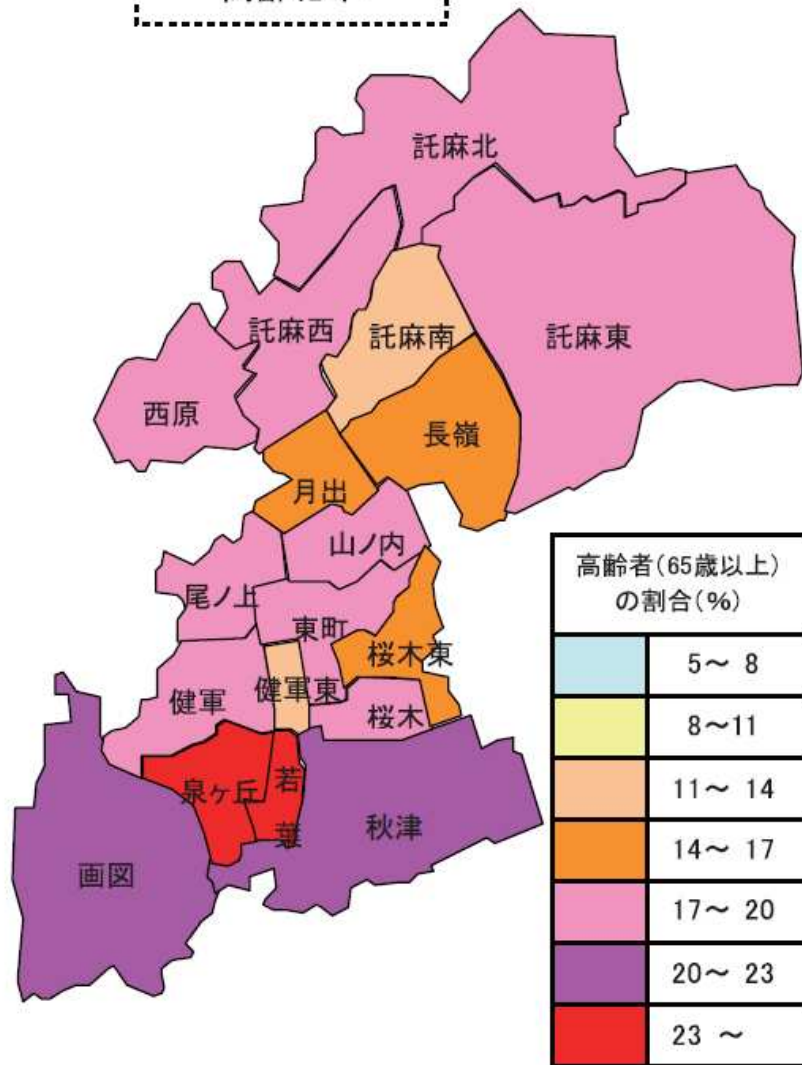 託麻北
託麻西
託麻南
託麻東
西原
長嶺
月出
山ノ内
尾ノ上
東町
桜木東
健軍東
健軍
桜木
泉ヶ丘
若葉
秋津
画図
高齢者(65歳以上)
の割合(%)
5~ 8
8~11
11~ 14
14~ 17
17~ 20
20~ 23
23 ~